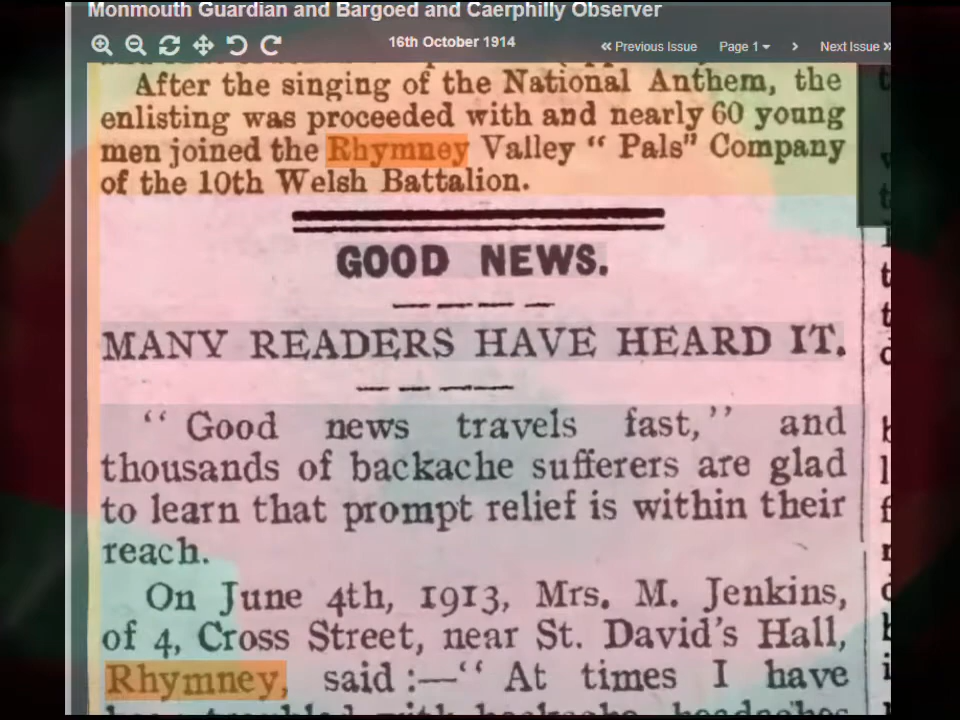 Monmouth Guardian and Bargoed and Caerphilly Observer
16th October 1914
« Previous Issue Page 1 > Next Issue »
After the singing of the National Anthem, the
enlisting was proceeded with and nearly 60 young
men joined the Rhymney Valley “ Pals” Company
of the 10th Welsh Battalion.
GOOD NEWS.
MANY READERS HAVE HEARD IT.
“ Good news travels fast,” and
thousands of backache sufferers are glad
to learn that prompt relief is within their
reach.
On June 4th, 1913, Mrs. M. Jenkins,
of 4, Cross Street, near St. David’s Hall,
Rhymney, said :—“ At times I have